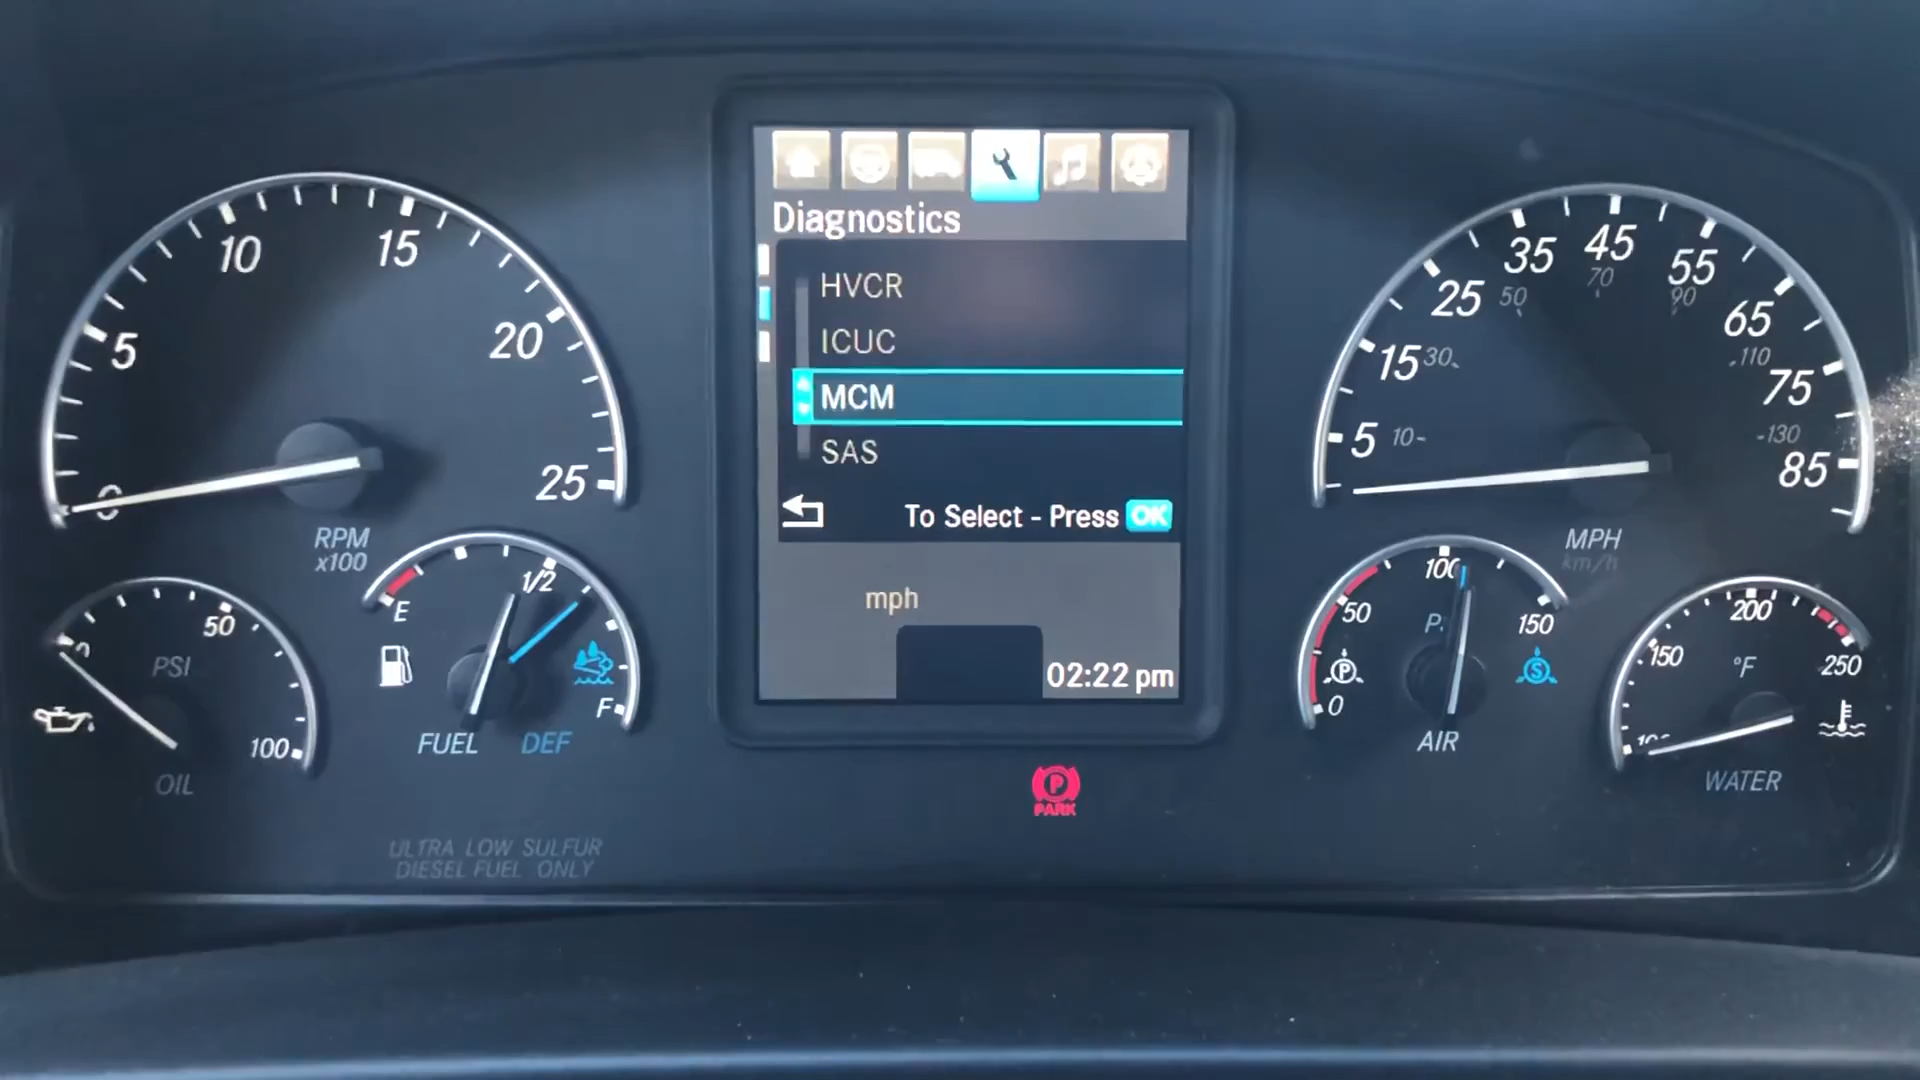 Diagnostics
HVCR
ICUC
MCM
SAS
To Select - Press OK
mph
02:22 pm
0
5
10
15
20
25
RPM
x100
0
50
100
PSI
OIL
E
1/2
F
FUEL
DEF
ULTRA LOW SULFUR
DIESEL FUEL ONLY
P
PARK
5
15
25
35
45
55
65
75
85
10
30
50
70
90
110
130
MPH
km/h
0
50
100
150
P
S
AIR
150
200
250
°F
WATER